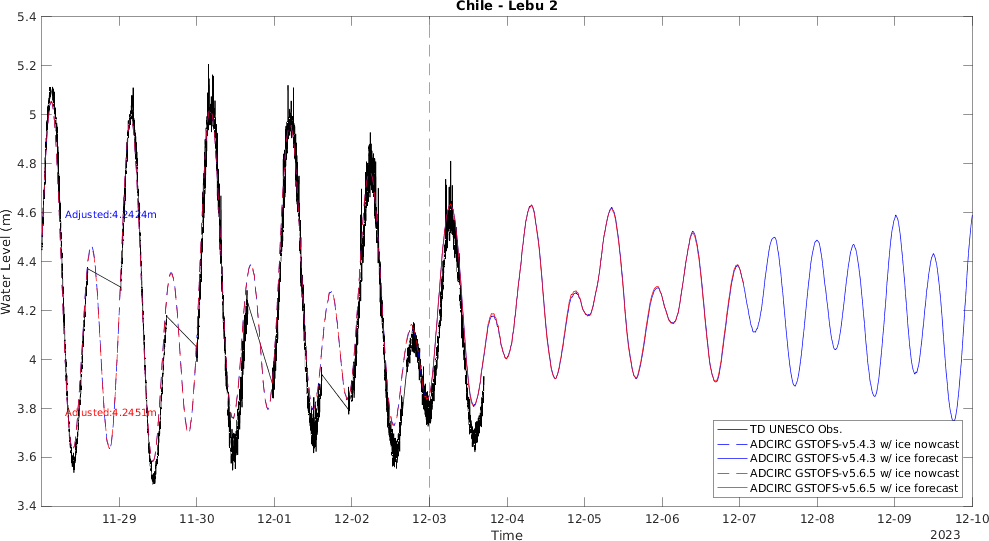 Chile - Lebu 2
5.4
5.2
5
4.8
4.6
4.4
4.2
4
3.8
3.6
3.4
Water Level (m)
Adjusted:4.2424m
Adjusted:4.2451m
TD UNESCO Obs.
ADCIRC GSTOFS-v5.4.3 w/ ice nowcast
ADCIRC GSTOFS-v5.4.3 w/ ice forecast
ADCIRC GSTOFS-v5.6.5 w/ ice nowcast
ADCIRC GSTOFS-v5.6.5 w/ ice forecast
11-29 11-30 12-01 12-02 12-03 12-04 12-05 12-06 12-07 12-08 12-09 12-10
Time
2023